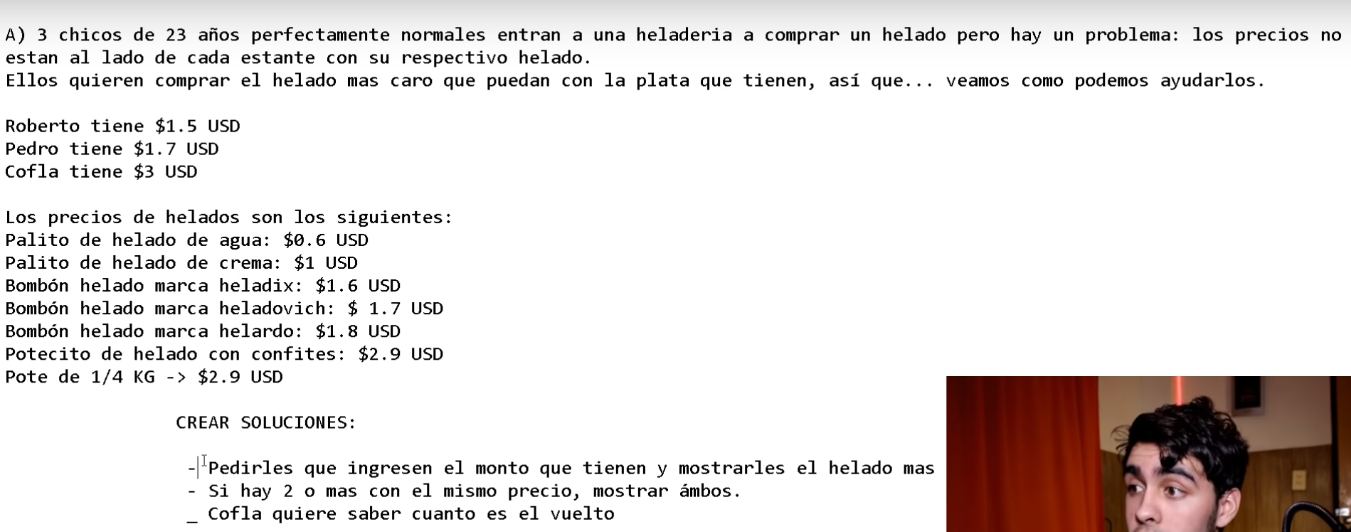 A) 3 chicos de 23 años perfectamente normales entran a una heladeria a comprar un helado pero hay un problema: los precios no
estan al lado de cada estante con su respectivo helado.
Ellos quieren comprar el helado mas caro que puedan con la plata que tienen, así que... veamos como podemos ayudarlos.
Roberto tiene $1.5 USD
Pedro tiene $1.7 USD
Cofla tiene $3 USD
Los precios de helados son los siguientes:
Palito de helado de agua: $0.6 USD
Palito de helado de crema: $1 USD
Bombón helado marca heladix: $1.6 USD
Bombón helado marca heladovich: $ 1.7 USD
Bombón helado marca helardo: $1.8 USD
Potecito de helado con confites: $2.9 USD
Pote de 1/4 KG -> $2.9 USD
CREAR SOLUCIONES:
- Pedirles que ingresen el monto que tienen y mostrarles el helado mas
- Si hay 2 o mas con el mismo precio, mostrar ámbos.
_ Cofla quiere saber cuanto es el vuelto